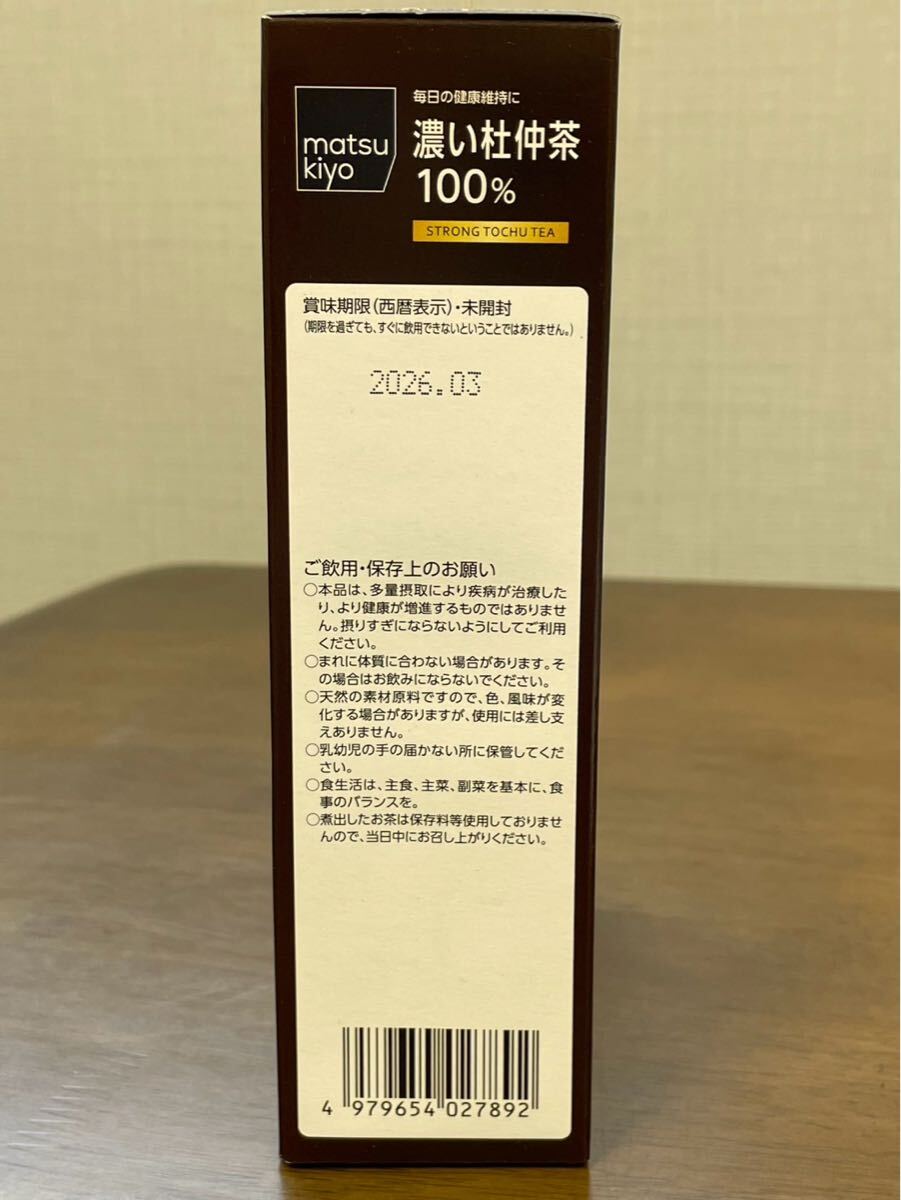 matsu
kiyo
毎日の健康維持に
濃い杜仲茶
100%
STRONG TOCHU TEA
賞味期限(西暦表示)・未開封
(期限を過ぎても、すぐに飲用できないということではありません。)
2026.03
ご飲用・保存上のお願い
○本品は、多量摂取により疾病が治療した
り、より健康が増進するものではありませ
ん。摂りすぎにならないようにしてご利用
ください。
○まれに体質に合わない場合があります。そ
の場合はお飲みにならないでください。
○天然の素材原料ですので、色、風味が変
化する場合がありますが、使用には差し支
えありません。
○乳幼児の手の届かない所に保管してくだ
さい。
○食生活は、主食、主菜、副菜を基本に、食
事のバランスを。
○煮出したお茶は保存料等使用しておりませ
んので、当日中にお召し上がりください。
4 979654 027892